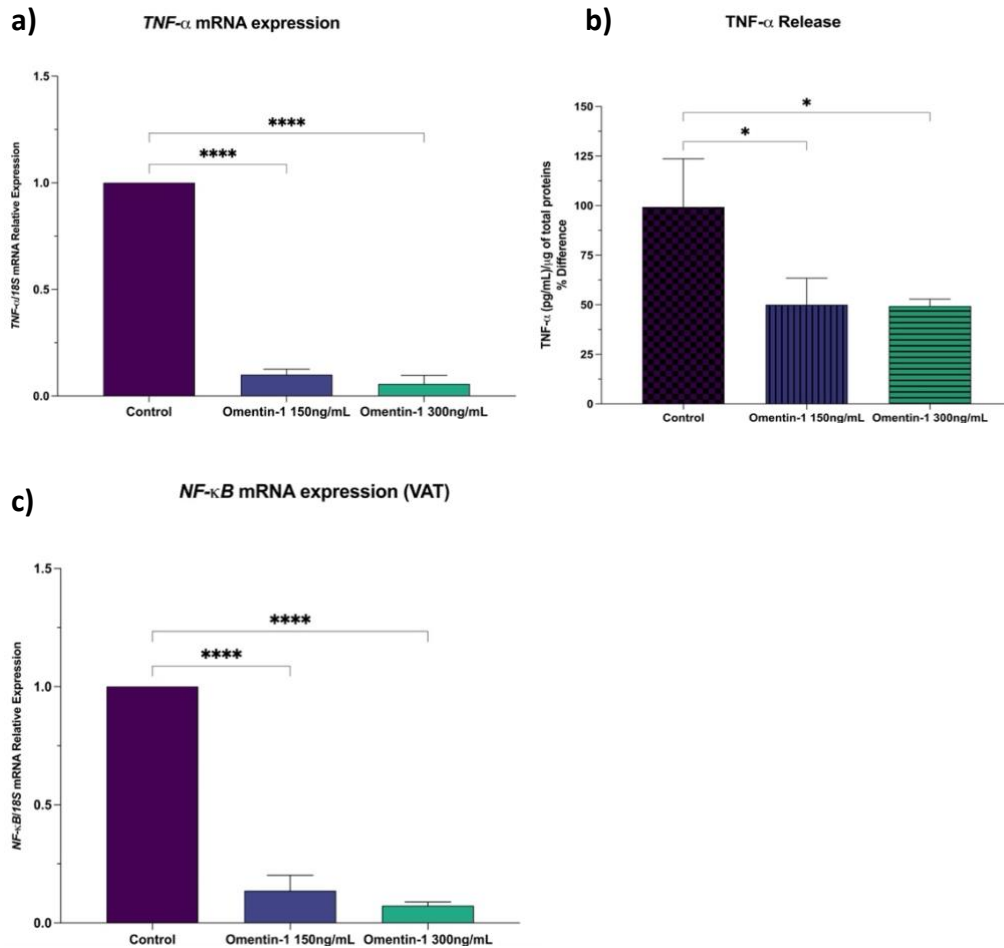 a)
TNF-α mRNA expression
TNF-α/18S mRNA Relative Expression
1.5
1.0
0.5
0.0
****
****
Control
Omentin-1 150ng/mL
Omentin-1 300ng/mL
b)
TNF-α Release
TNF-α (pg/mL)/μg of total proteins
% Difference
150
125
100
75
50
25
0
*
*
Control
Omentin-1 150ng/mL
Omentin-1 300ng/mL
c)
NF-κB mRNA expression (VAT)
NF-κB/18S mRNA Relative Expression
1.5
1.0
0.5
0.0
****
****
Control
Omentin-1 150ng/mL
Omentin-1 300ng/mL